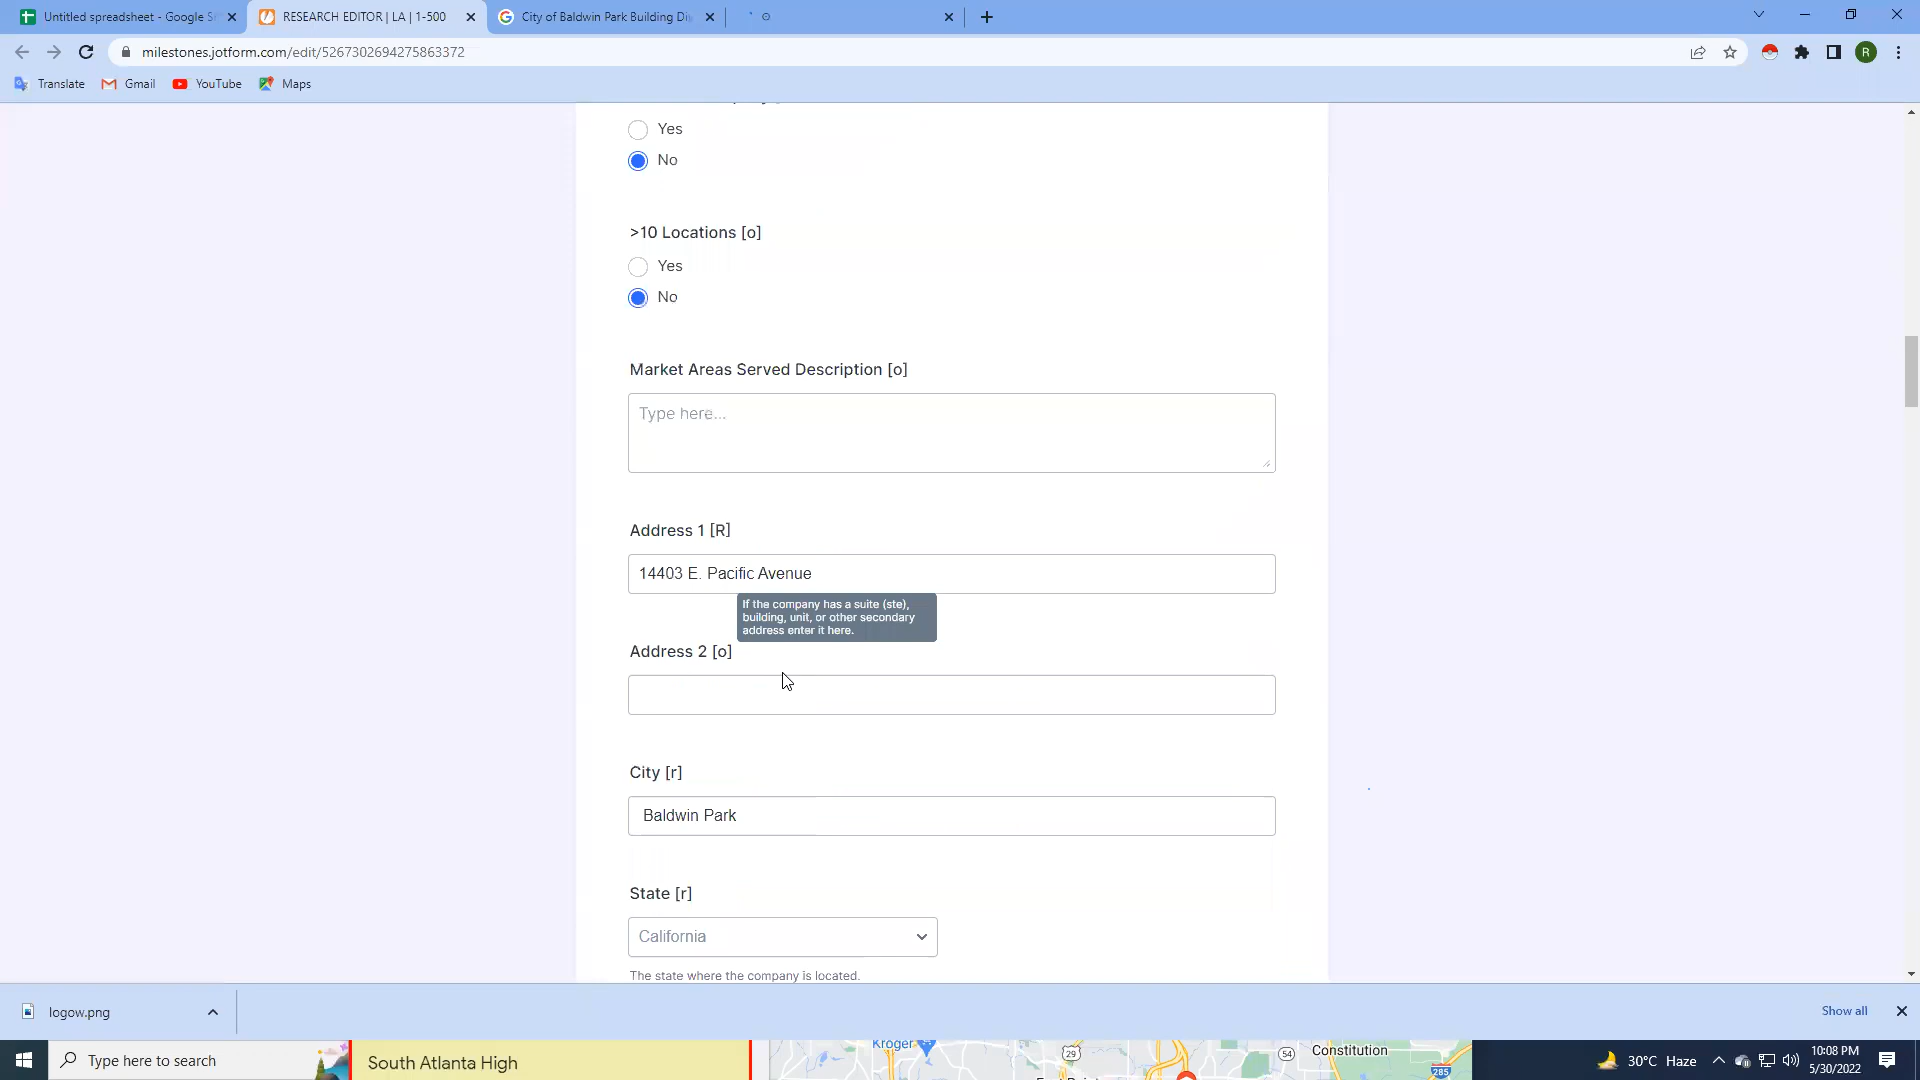 Untitled spreadsheet - Google S
RESEARCH EDITOR | LA | 1-500
City of Baldwin Park Building Di
milestones.jotform.com/edit/5267302694275863372
R
Translate
Gmail
YouTube
Maps
Yes
No
>10 Locations [o]
Yes
No
Market Areas Served Description [o]
Type here...
Address 1 [R]
14403 E. Pacific Avenue
If the company has a suite (ste),
building, unit, or other secondary
address enter it here.
Address 2 [o]
City [r]
Baldwin Park
State [r]
California
The state where the company is located.
logow.png
Show all
Type here to search
South Atlanta High
Kroger
29
54
Constitution
285
30°C Haze
10:08 PM
5/30/2022